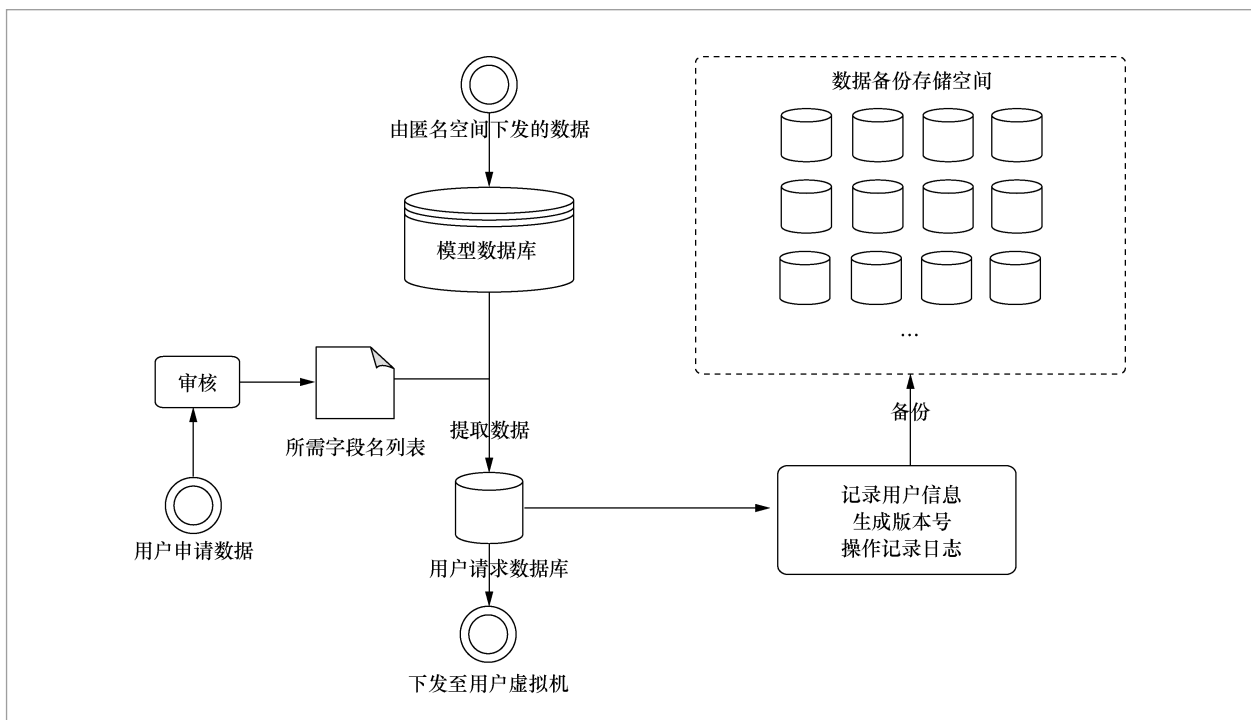 由匿名空间下发的数据
数据备份存储空间
模型数据库
…
审核
所需字段名列表
提取数据
备份
用户申请数据
用户请求数据库
记录用户信息
生成版本号
操作记录日志
下发至用户虚拟机